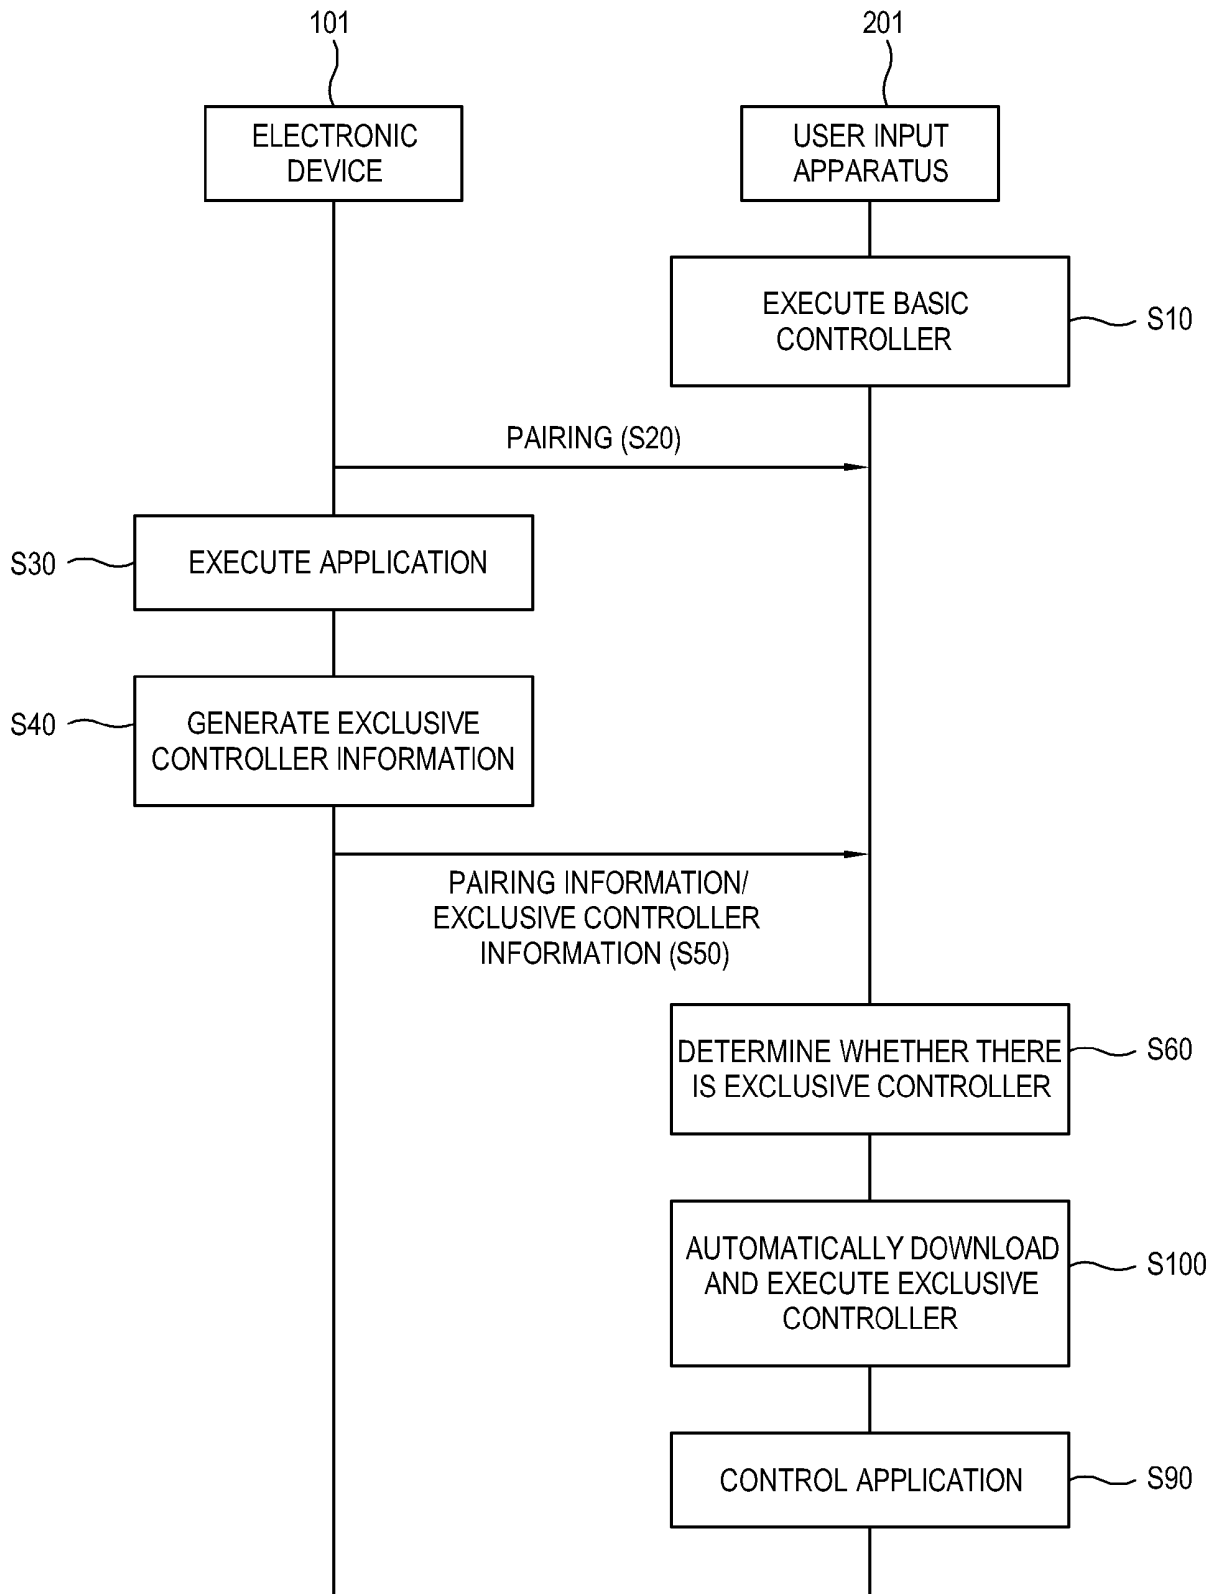 101
201
ELECTRONIC
DEVICE
USER INPUT
APPARATUS
EXECUTE BASIC
CONTROLLER
S10
PAIRING (S20)
S30
EXECUTE APPLICATION
S40
GENERATE EXCLUSIVE
CONTROLLER INFORMATION
PAIRING INFORMATION/
EXCLUSIVE CONTROLLER
INFORMATION (S50)
DETERMINE WHETHER THERE
IS EXCLUSIVE CONTROLLER
S60
AUTOMATICALLY DOWNLOAD
AND EXECUTE EXCLUSIVE
CONTROLLER
S100
CONTROL APPLICATION
S90